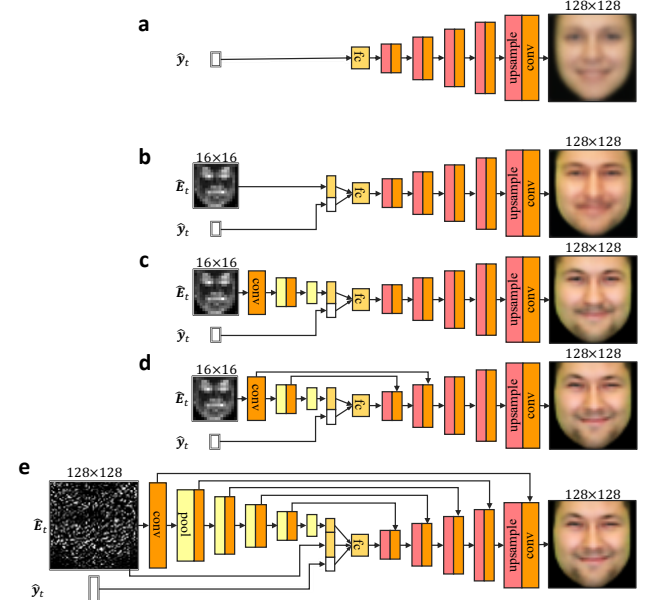 a
128×128
ŷt
fc
upsample
conv
b
16×16
128×128
Êt
ŷt
fc
upsample
conv
c
16×16
128×128
Êt
conv
ŷt
fc
upsample
conv
d
16×16
128×128
Êt
conv
ŷt
fc
upsample
conv
e
128×128
128×128
Êt
conv
pool
ŷt
fc
upsample
conv